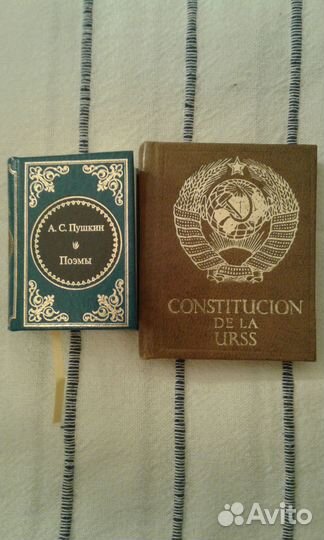 А. С. Пушкин
Поэмы
CONSTITUCION
DE LA
URSS
Avito